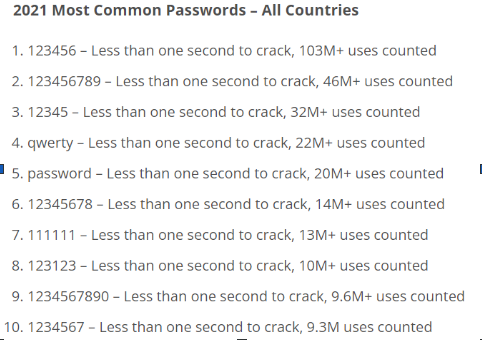 2021 Most Common Passwords – All Countries
1. 123456 – Less than one second to crack, 103M+ uses counted
2. 123456789 – Less than one second to crack, 46M+ uses counted
3. 12345 – Less than one second to crack, 32M+ uses counted
4. qwerty – Less than one second to crack, 22M+ uses counted
5. password – Less than one second to crack, 20M+ uses counted
6. 12345678 – Less than one second to crack, 14M+ uses counted
7. 111111 – Less than one second to crack, 13M+ uses counted
8. 123123 – Less than one second to crack, 10M+ uses counted
9. 1234567890 – Less than one second to crack, 9.6M+ uses counted
10. 1234567 – Less than one second to crack, 9.3M uses counted